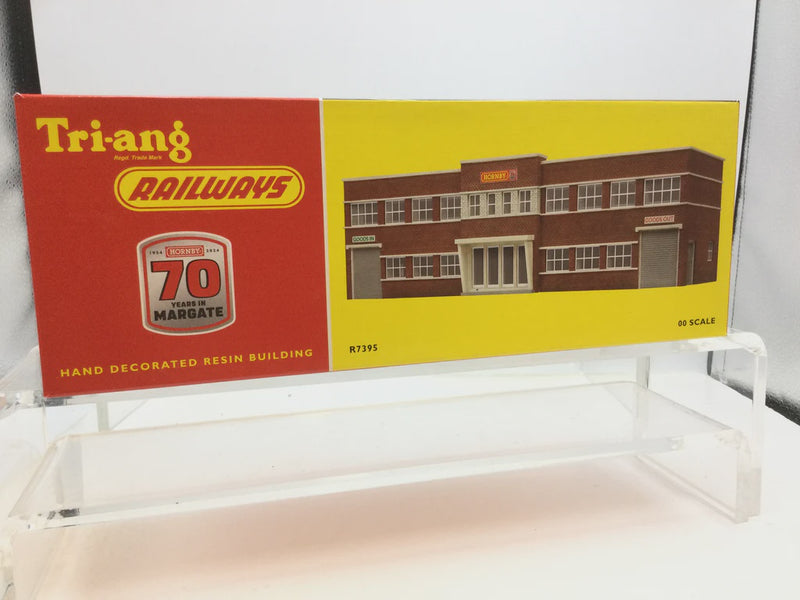 Tri-ang
Regd. Trade Mark
RAILWAYS
1954 HORNBY 2024
70
YEARS IN
MARGATE
HAND DECORATED RESIN BUILDING
HORNBY
GOODS IN
GOODS OUT
R7395
00 SCALE